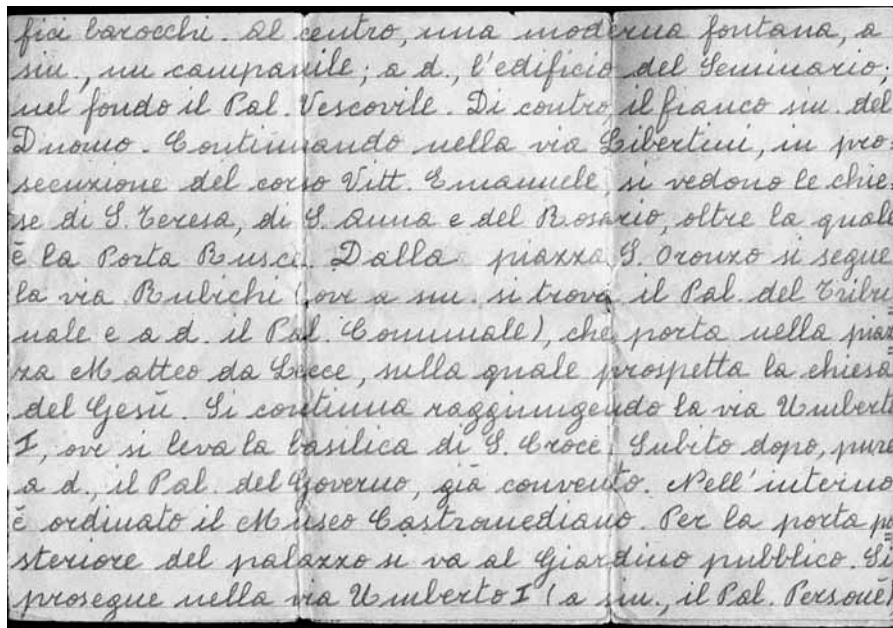 fici barocchi. Al centro, una moderna fontana, a
sin., un campanile; a d., l'edificio del Seminario;
nel fondo il Pal. Vescovile. Di contro, il fianco sin. del
Duomo. Continuando nella via Libertini, in pro=
secuzione del corso Vitt. Emanuele, si vedono le chie=
se di S. Teresa, di S. Anna e del Rosario, oltre la quale
è la Porta Rusce. Dalla piazza S. Oronzo si segue
la via Rubichi (ove a sin. si trova il Pal. del Tribu
nale e a d. il Pal. Comunale), che porta nella piaz
za Matteo da Lecce, sulla quale prospetta la chiesa
del Gesù. Si continua raggiungendo la via Umbert
I, ove si leva la basilica di S. Croce. Subito dopo, pure
a d., il Pal. del Governo, già convento. Nell'interno
è ordinato il Museo Castromediano. Per la porta po
steriore del palazzo si va al Giardino pubblico. Si
prosegue nella via Umberto I (a sin., il Pal. Personè)